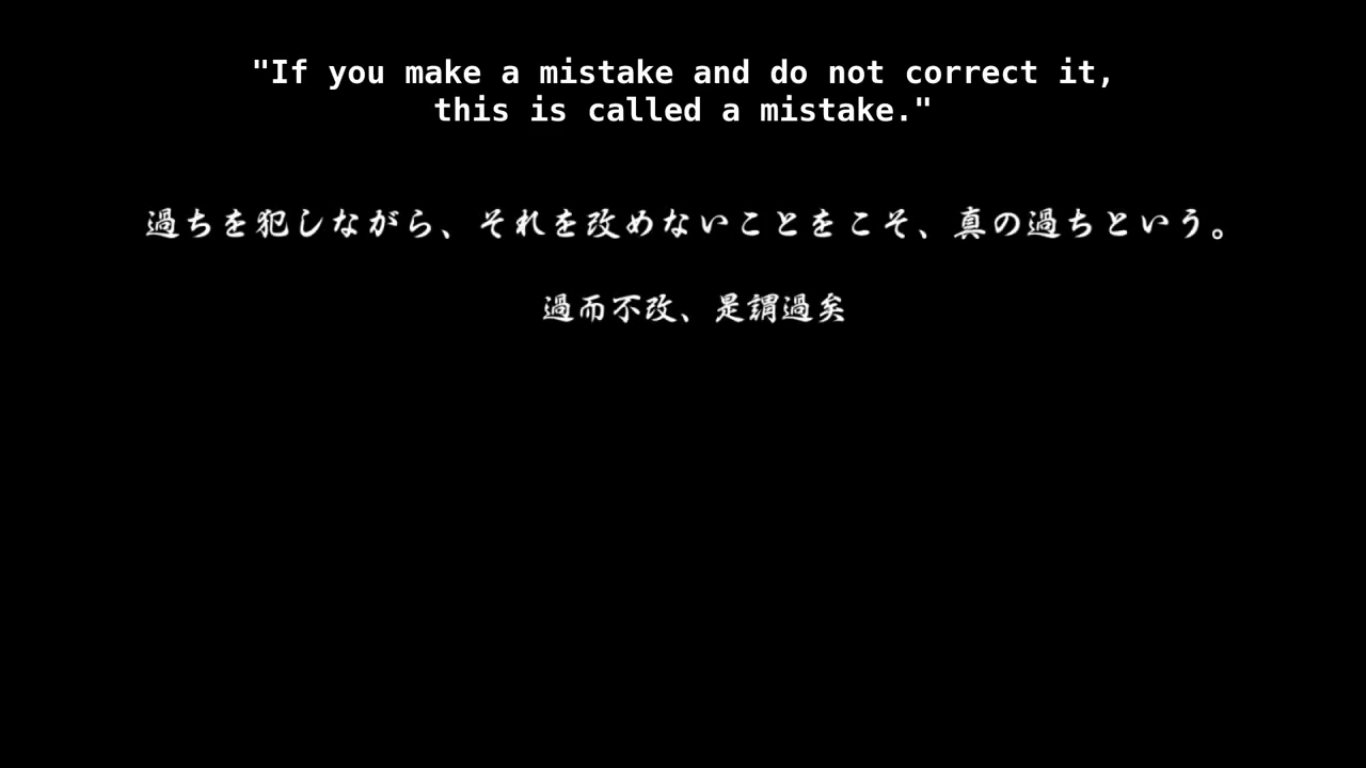 "If you make a mistake and do not correct it,
this is called a mistake."
過ちを犯しながら、それを改めないことをこそ、真の過ちという。
過而不改、是謂過矣